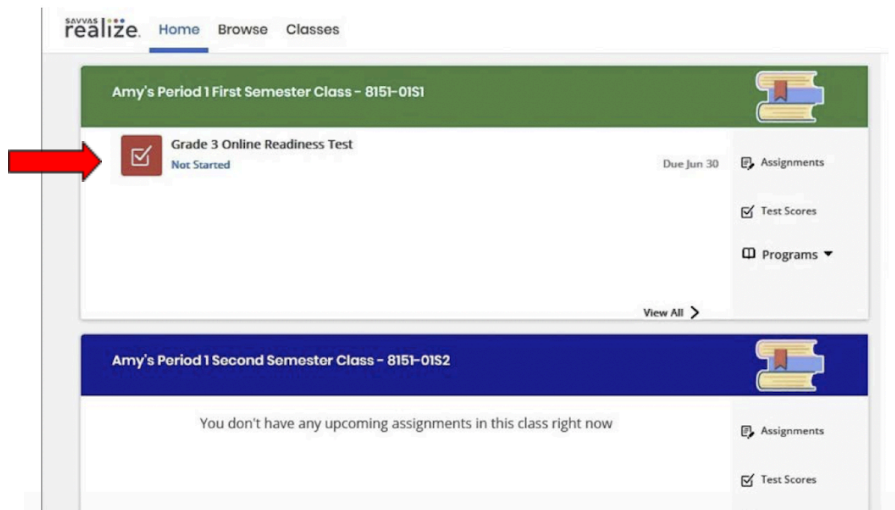 SAVVAS
realize.
Home Browse Classes
Amy's Period 1 First Semester Class - 8151-01S1
Grade 3 Online Readiness Test
Not Started
Due Jun 30
Assignments
Test Scores
Programs
View All
Amy's Period 1 Second Semester Class - 8151-01S2
You don't have any upcoming assignments in this class right now
Assignments
Test Scores